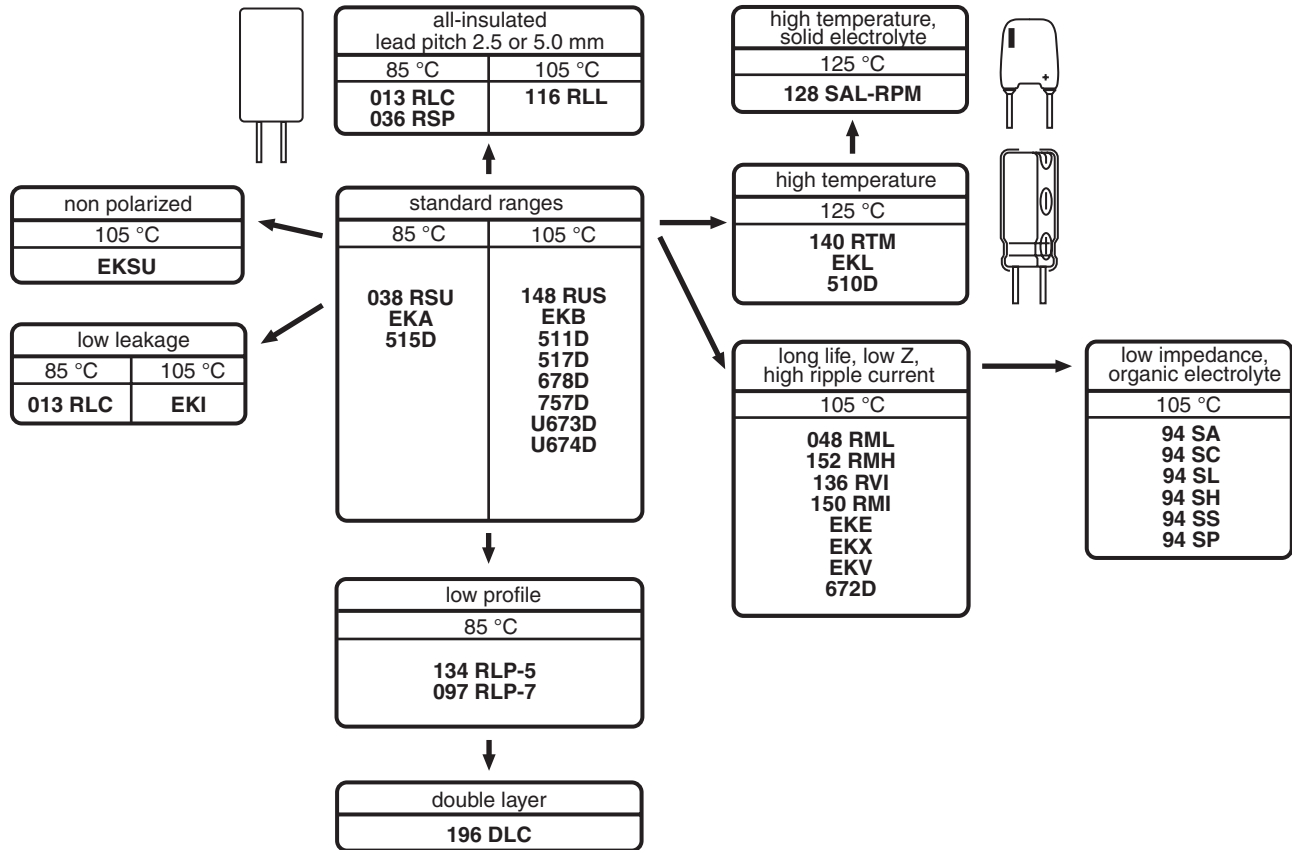 all-insulated
lead pitch 2.5 or 5.0 mm
85 °C 105 °C
013 RLC 116 RLL
036 RSP
high temperature,
solid electrolyte
125 °C
128 SAL-RPM
+
non polarized
105 °C
EKSU
low leakage
85 °C 105 °C
013 RLC EKI
standard ranges
85 °C 105 °C
038 RSU 148 RUS
EKA EKB
515D 511D
517D
678D
757D
U673D
U674D
high temperature
125 °C
140 RTM
EKL
510D
long life, low Z,
high ripple current
105 °C
048 RML
152 RMH
136 RVI
150 RMI
EKE
EKX
EKV
672D
low impedance,
organic electrolyte
105 °C
94 SA
94 SC
94 SL
94 SH
94 SS
94 SP
low profile
85 °C
134 RLP-5
097 RLP-7
double layer
196 DLC